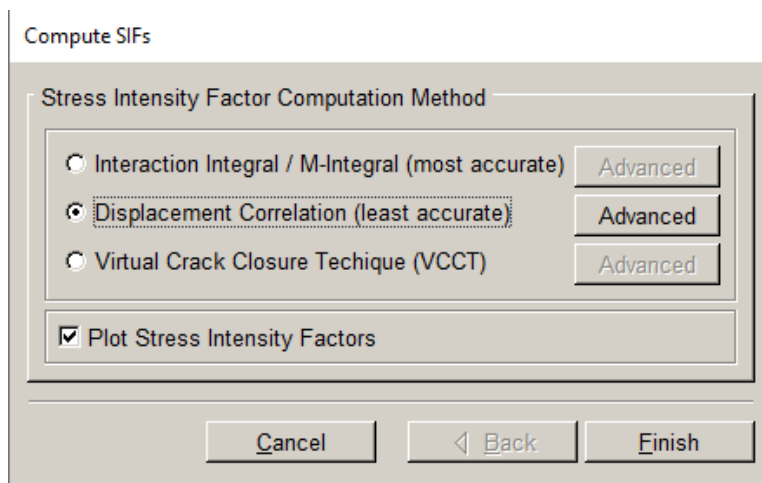 Compute SIFs
Stress Intensity Factor Computation Method
Interaction Integral / M-Integral (most accurate) Advanced
Displacement Correlation (least accurate) Advanced
Virtual Crack Closure Techique (VCCT) Advanced
Plot Stress Intensity Factors
Cancel Back Finish